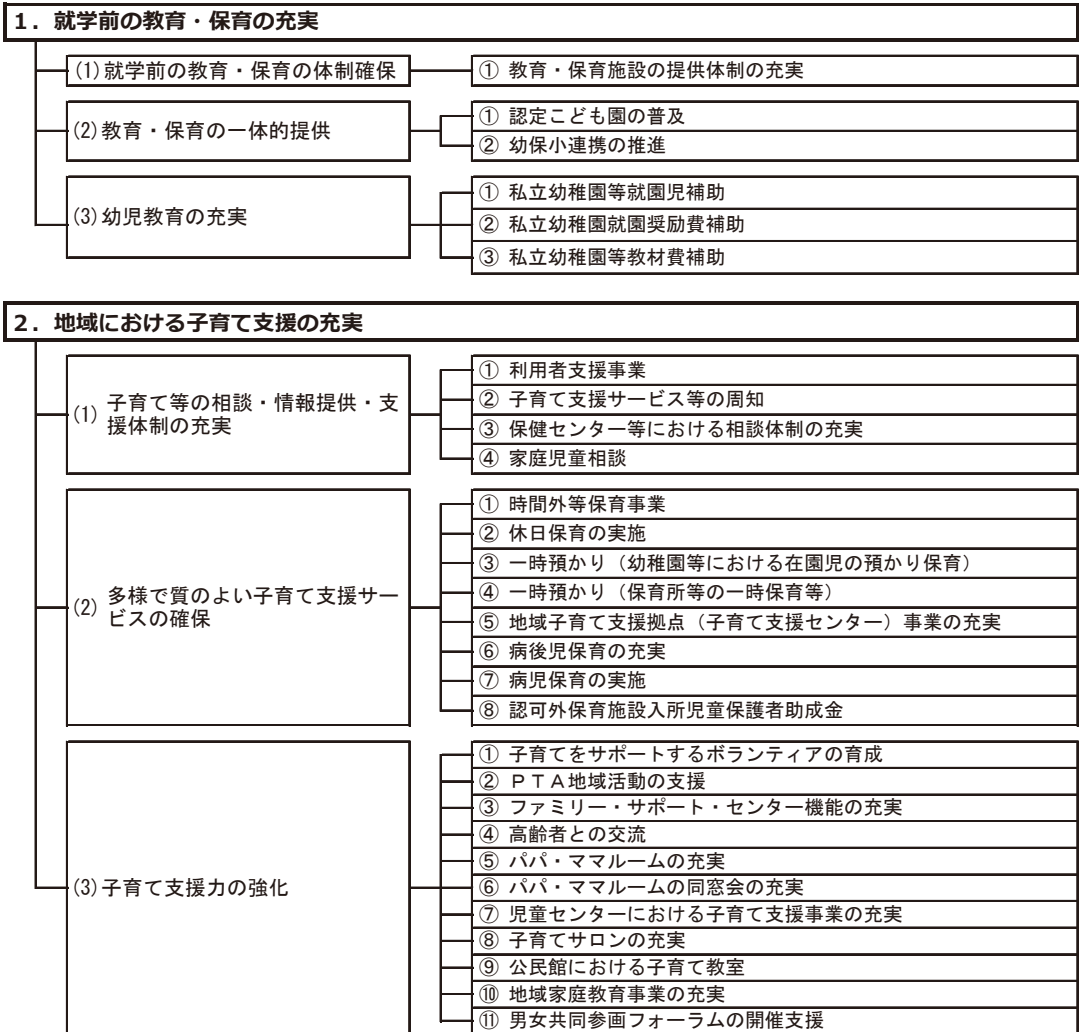 1．就学前の教育・保育の充実
(1)就学前の教育・保育の体制確保
① 教育・保育施設の提供体制の充実
(2)教育・保育の一体的提供
① 認定こども園の普及
② 幼保小連携の推進
(3)幼児教育の充実
① 私立幼稚園等就園児補助
② 私立幼稚園就園奨励費補助
③ 私立幼稚園等教材費補助
2．地域における子育て支援の充実
(1) 子育て等の相談・情報提供・支
援体制の充実
① 利用者支援事業
② 子育て支援サービス等の周知
③ 保健センター等における相談体制の充実
④ 家庭児童相談
(2) 多様で質のよい子育て支援サー
ビスの確保
① 時間外等保育事業
② 休日保育の実施
③ 一時預かり（幼稚園等における在園児の預かり保育）
④ 一時預かり（保育所等の一時保育等）
⑤ 地域子育て支援拠点（子育て支援センター）事業の充実
⑥ 病後児保育の充実
⑦ 病児保育の実施
⑧ 認可外保育施設入所児童保護者助成金
(3)子育て支援力の強化
① 子育てをサポートするボランティアの育成
② ＰＴＡ地域活動の支援
③ ファミリー・サポート・センター機能の充実
④ 高齢者との交流
⑤ パパ・ママルームの充実
⑥ パパ・ママルームの同窓会の充実
⑦ 児童センターにおける子育て支援事業の充実
⑧ 子育てサロンの充実
⑨ 公民館における子育て教室
⑩ 地域家庭教育事業の充実
⑪ 男女共同参画フォーラムの開催支援